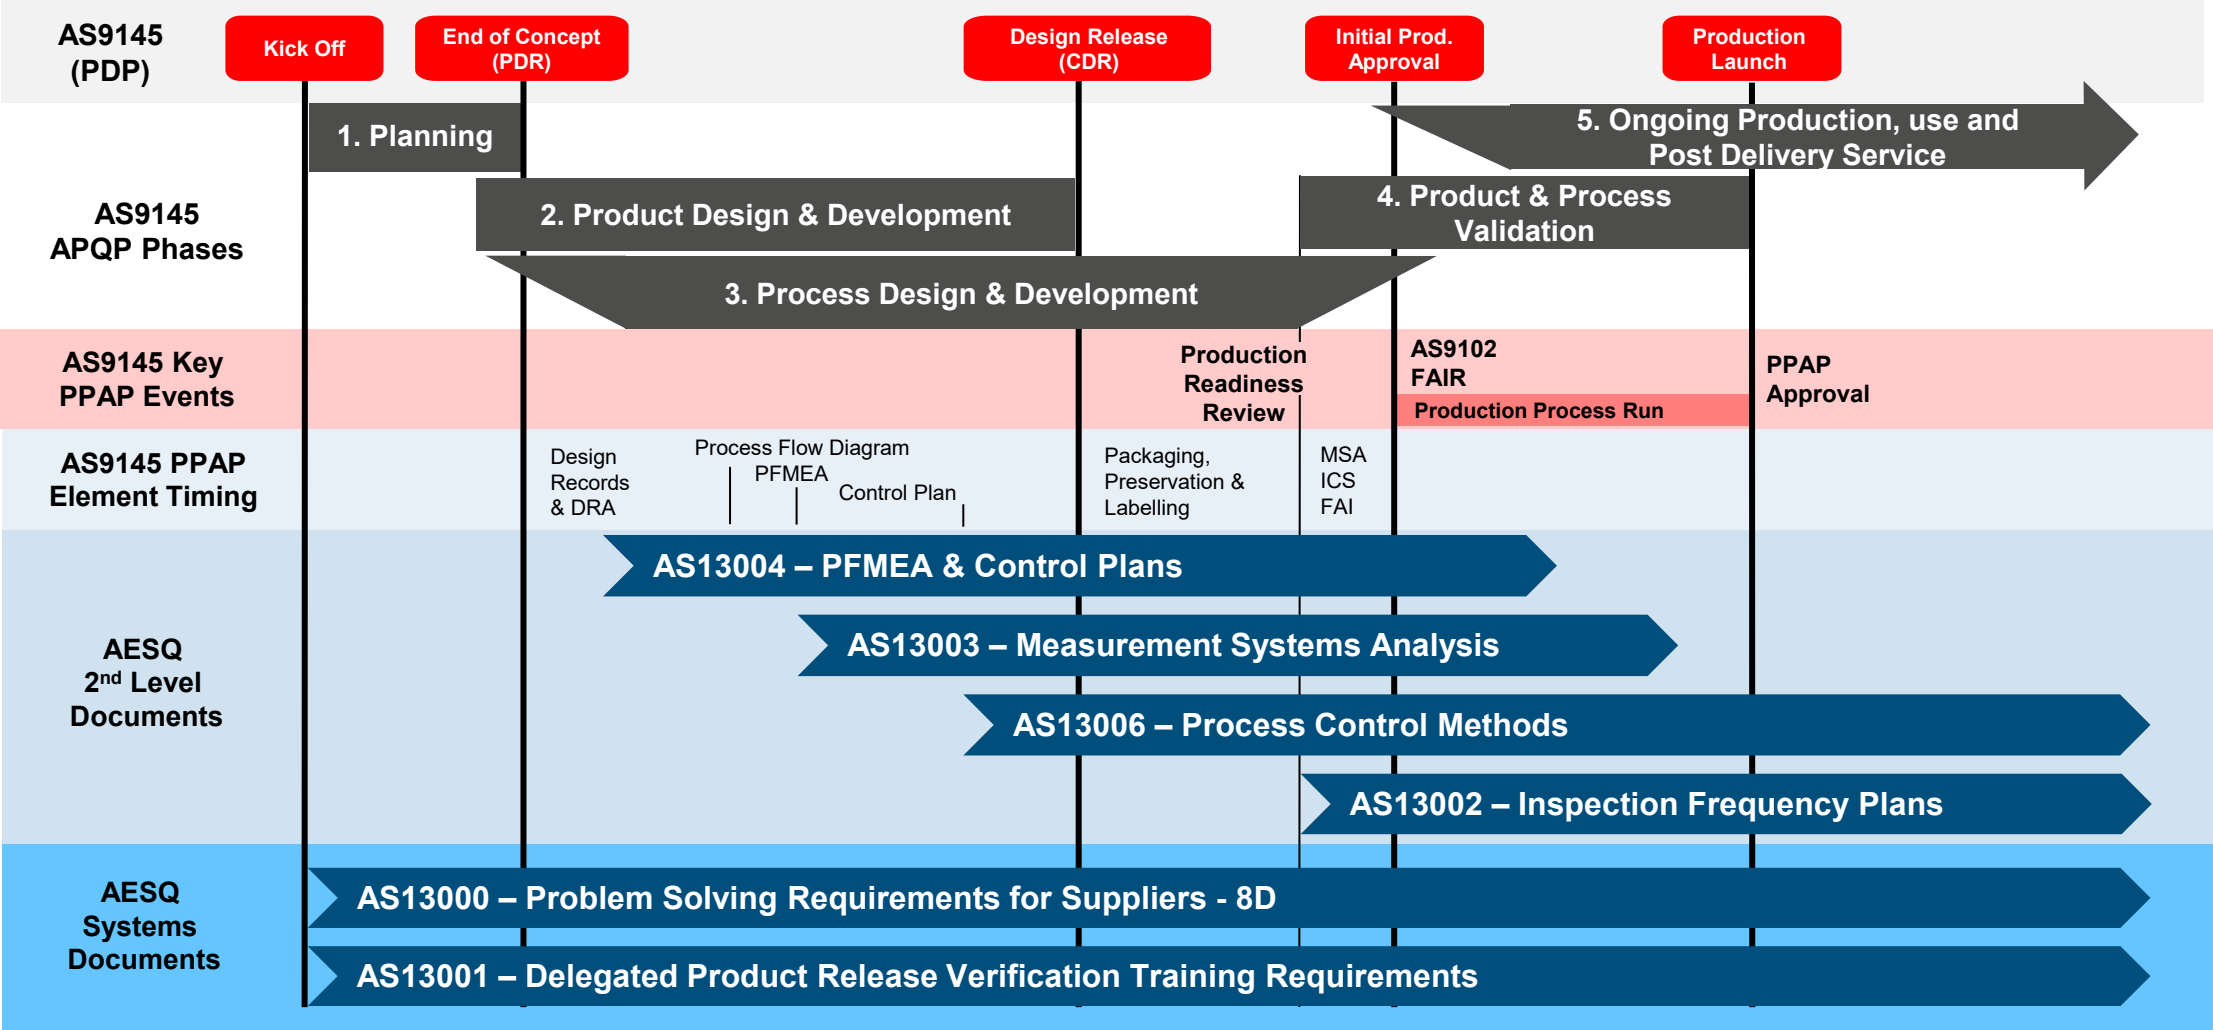 AS9145
(PDP)
Kick Off
End of Concept
(PDR)
Design Release
(CDR)
Initial Prod.
Approval
Production
Launch
AS9145
APQP Phases
1. Planning
5. Ongoing Production, use and
Post Delivery Service
2. Product Design & Development
4. Product & Process
Validation
3. Process Design & Development
AS9145 Key
PPAP Events
Production
Readiness
Review
AS9102
FAIR
Production Process Run
PPAP
Approval
AS9145 PPAP
Element Timing
Design
Records
& DRA
Process Flow Diagram
PFMEA
Control Plan
Packaging,
Preservation &
Labelling
MSA
ICS
FAI
AESQ
2nd Level
Documents
AS13004 – PFMEA & Control Plans
AS13003 – Measurement Systems Analysis
AS13006 – Process Control Methods
AS13002 – Inspection Frequency Plans
AESQ
Systems
Documents
AS13000 – Problem Solving Requirements for Suppliers - 8D
AS13001 – Delegated Product Release Verification Training Requirements